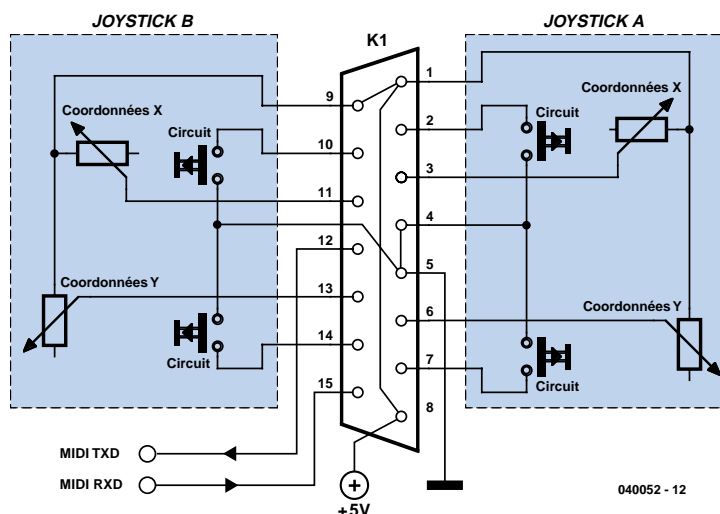 JOYSTICK B
K1
JOYSTICK A
Coordonnées X
Circuit
9
10
11
12
13
14
15
1
2
3
4
5
6
7
8
Circuit
Coordonnées X
Coordonnées Y
Circuit
Coordonnées Y
Circuit
MIDI TXD
MIDI RXD
+5V
040052 - 12